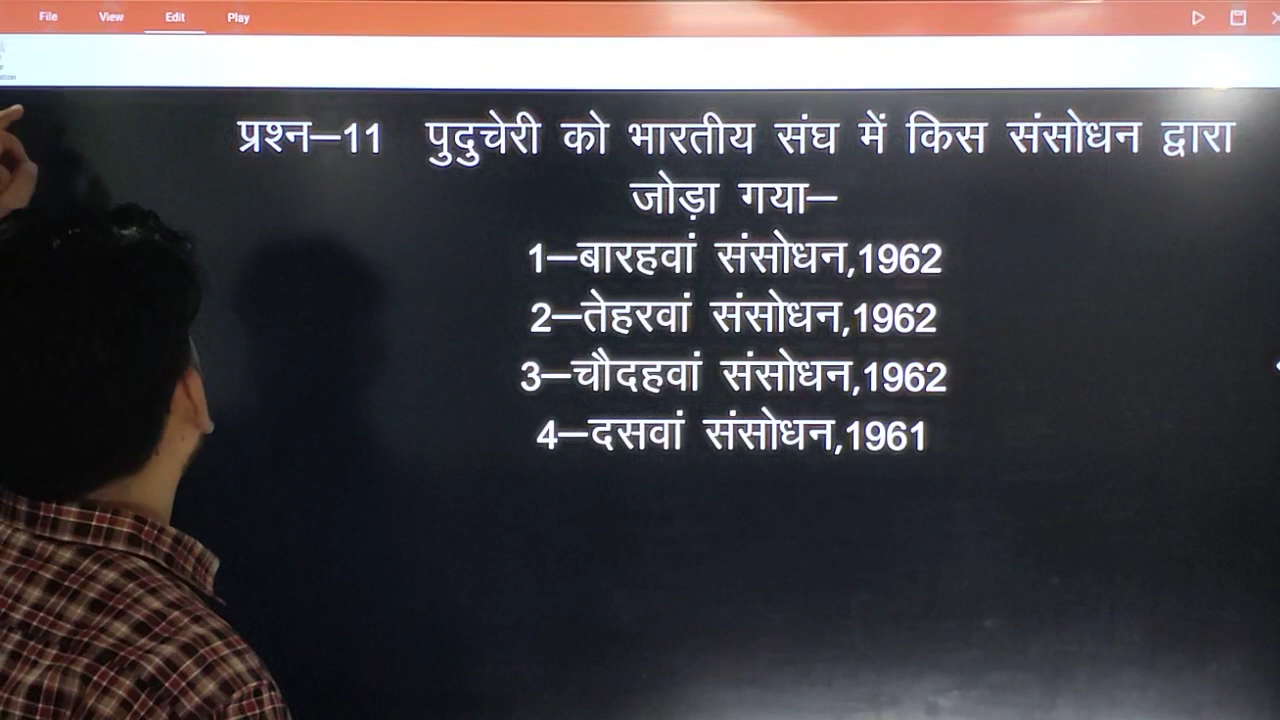 File View Edit Play
प्रश्न–11 पुदुचेरी को भारतीय संघ में किस संसोधन द्वारा
जोड़ा गया–
1–बारहवां संसोधन,1962
2–तेहरवां संसोधन,1962
3–चौदहवां संसोधन,1962
4–दसवां संसोधन,1961